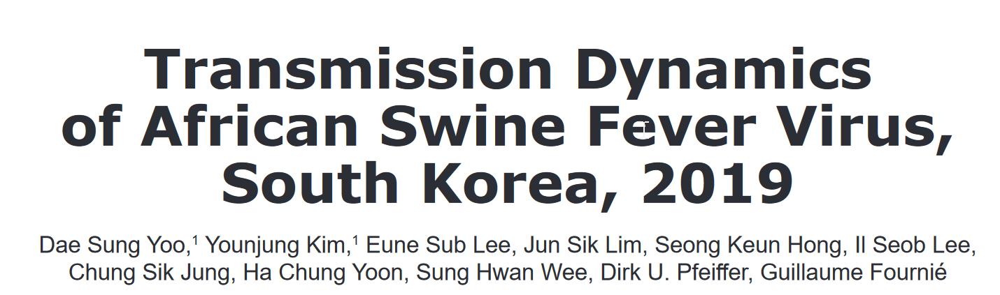 Transmission Dynamics
of African Swine Fever Virus,
South Korea, 2019
Dae Sung Yoo,¹ Younjung Kim,¹ Eune Sub Lee, Jun Sik Lim, Seong Keun Hong, Il Seob Lee,
Chung Sik Jung, Ha Chung Yoon, Sung Hwan Wee, Dirk U. Pfeiffer, Guillaume Fournié